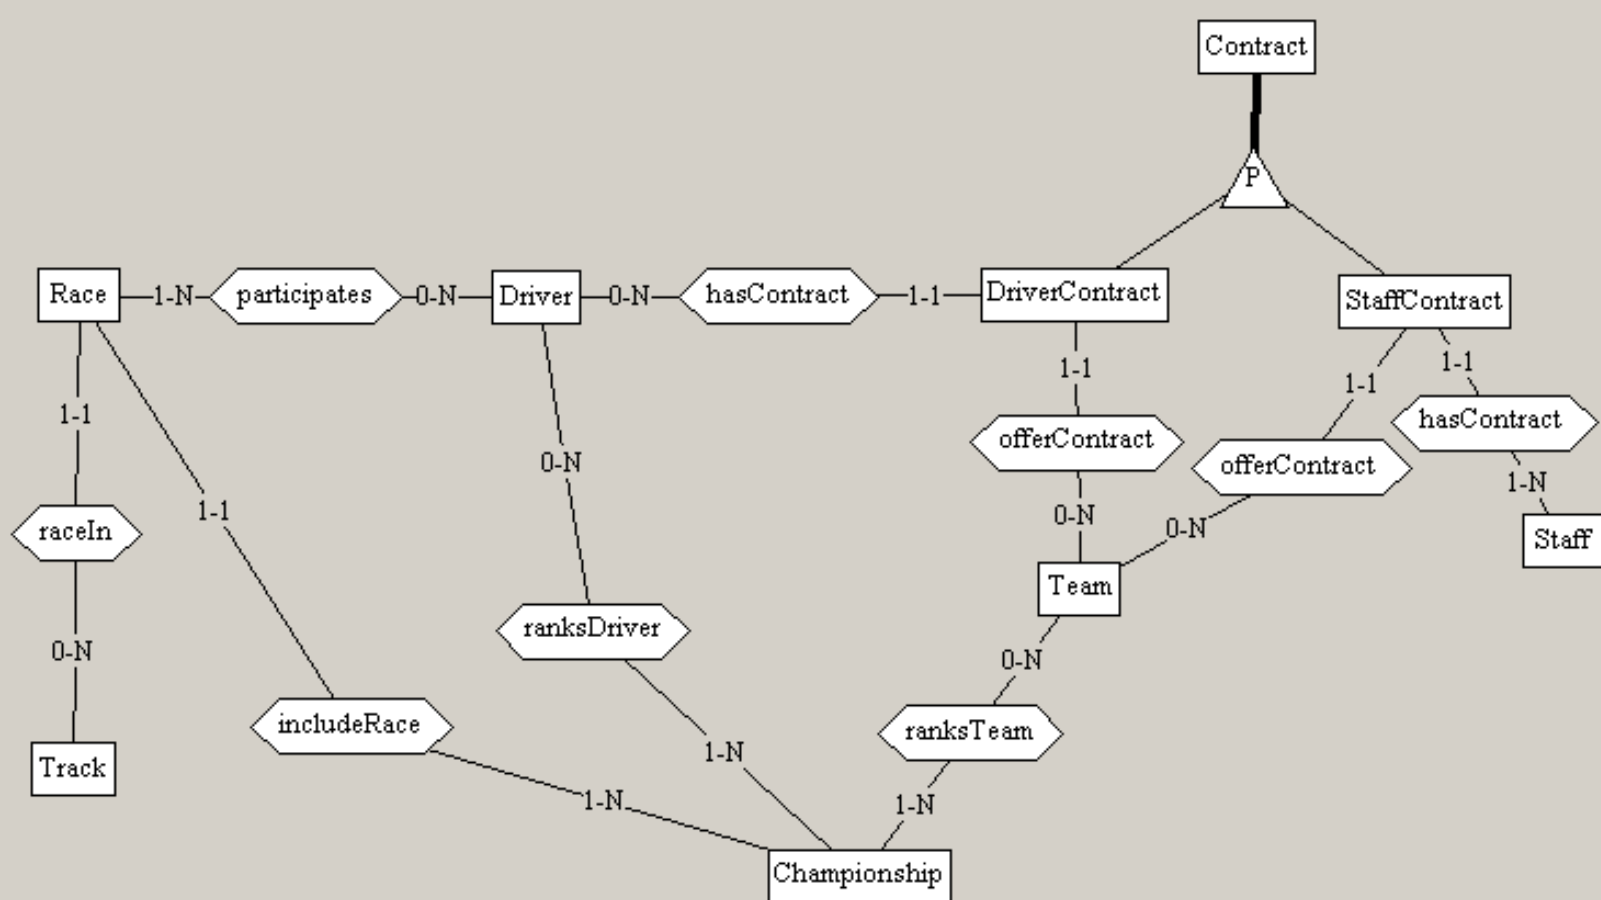 Contract
P
Race
1-N
participates
0-N
Driver
0-N
hasContract
1-1
DriverContract
StaffContract
1-1
1-1
1-1
1-1
hasContract
offerContract
offerContract
0-N
1-N
1-1
0-N
0-N
raceIn
Staff
Team
ranksDriver
0-N
0-N
includeRace
ranksTeam
1-N
Track
1-N
1-N
Championship